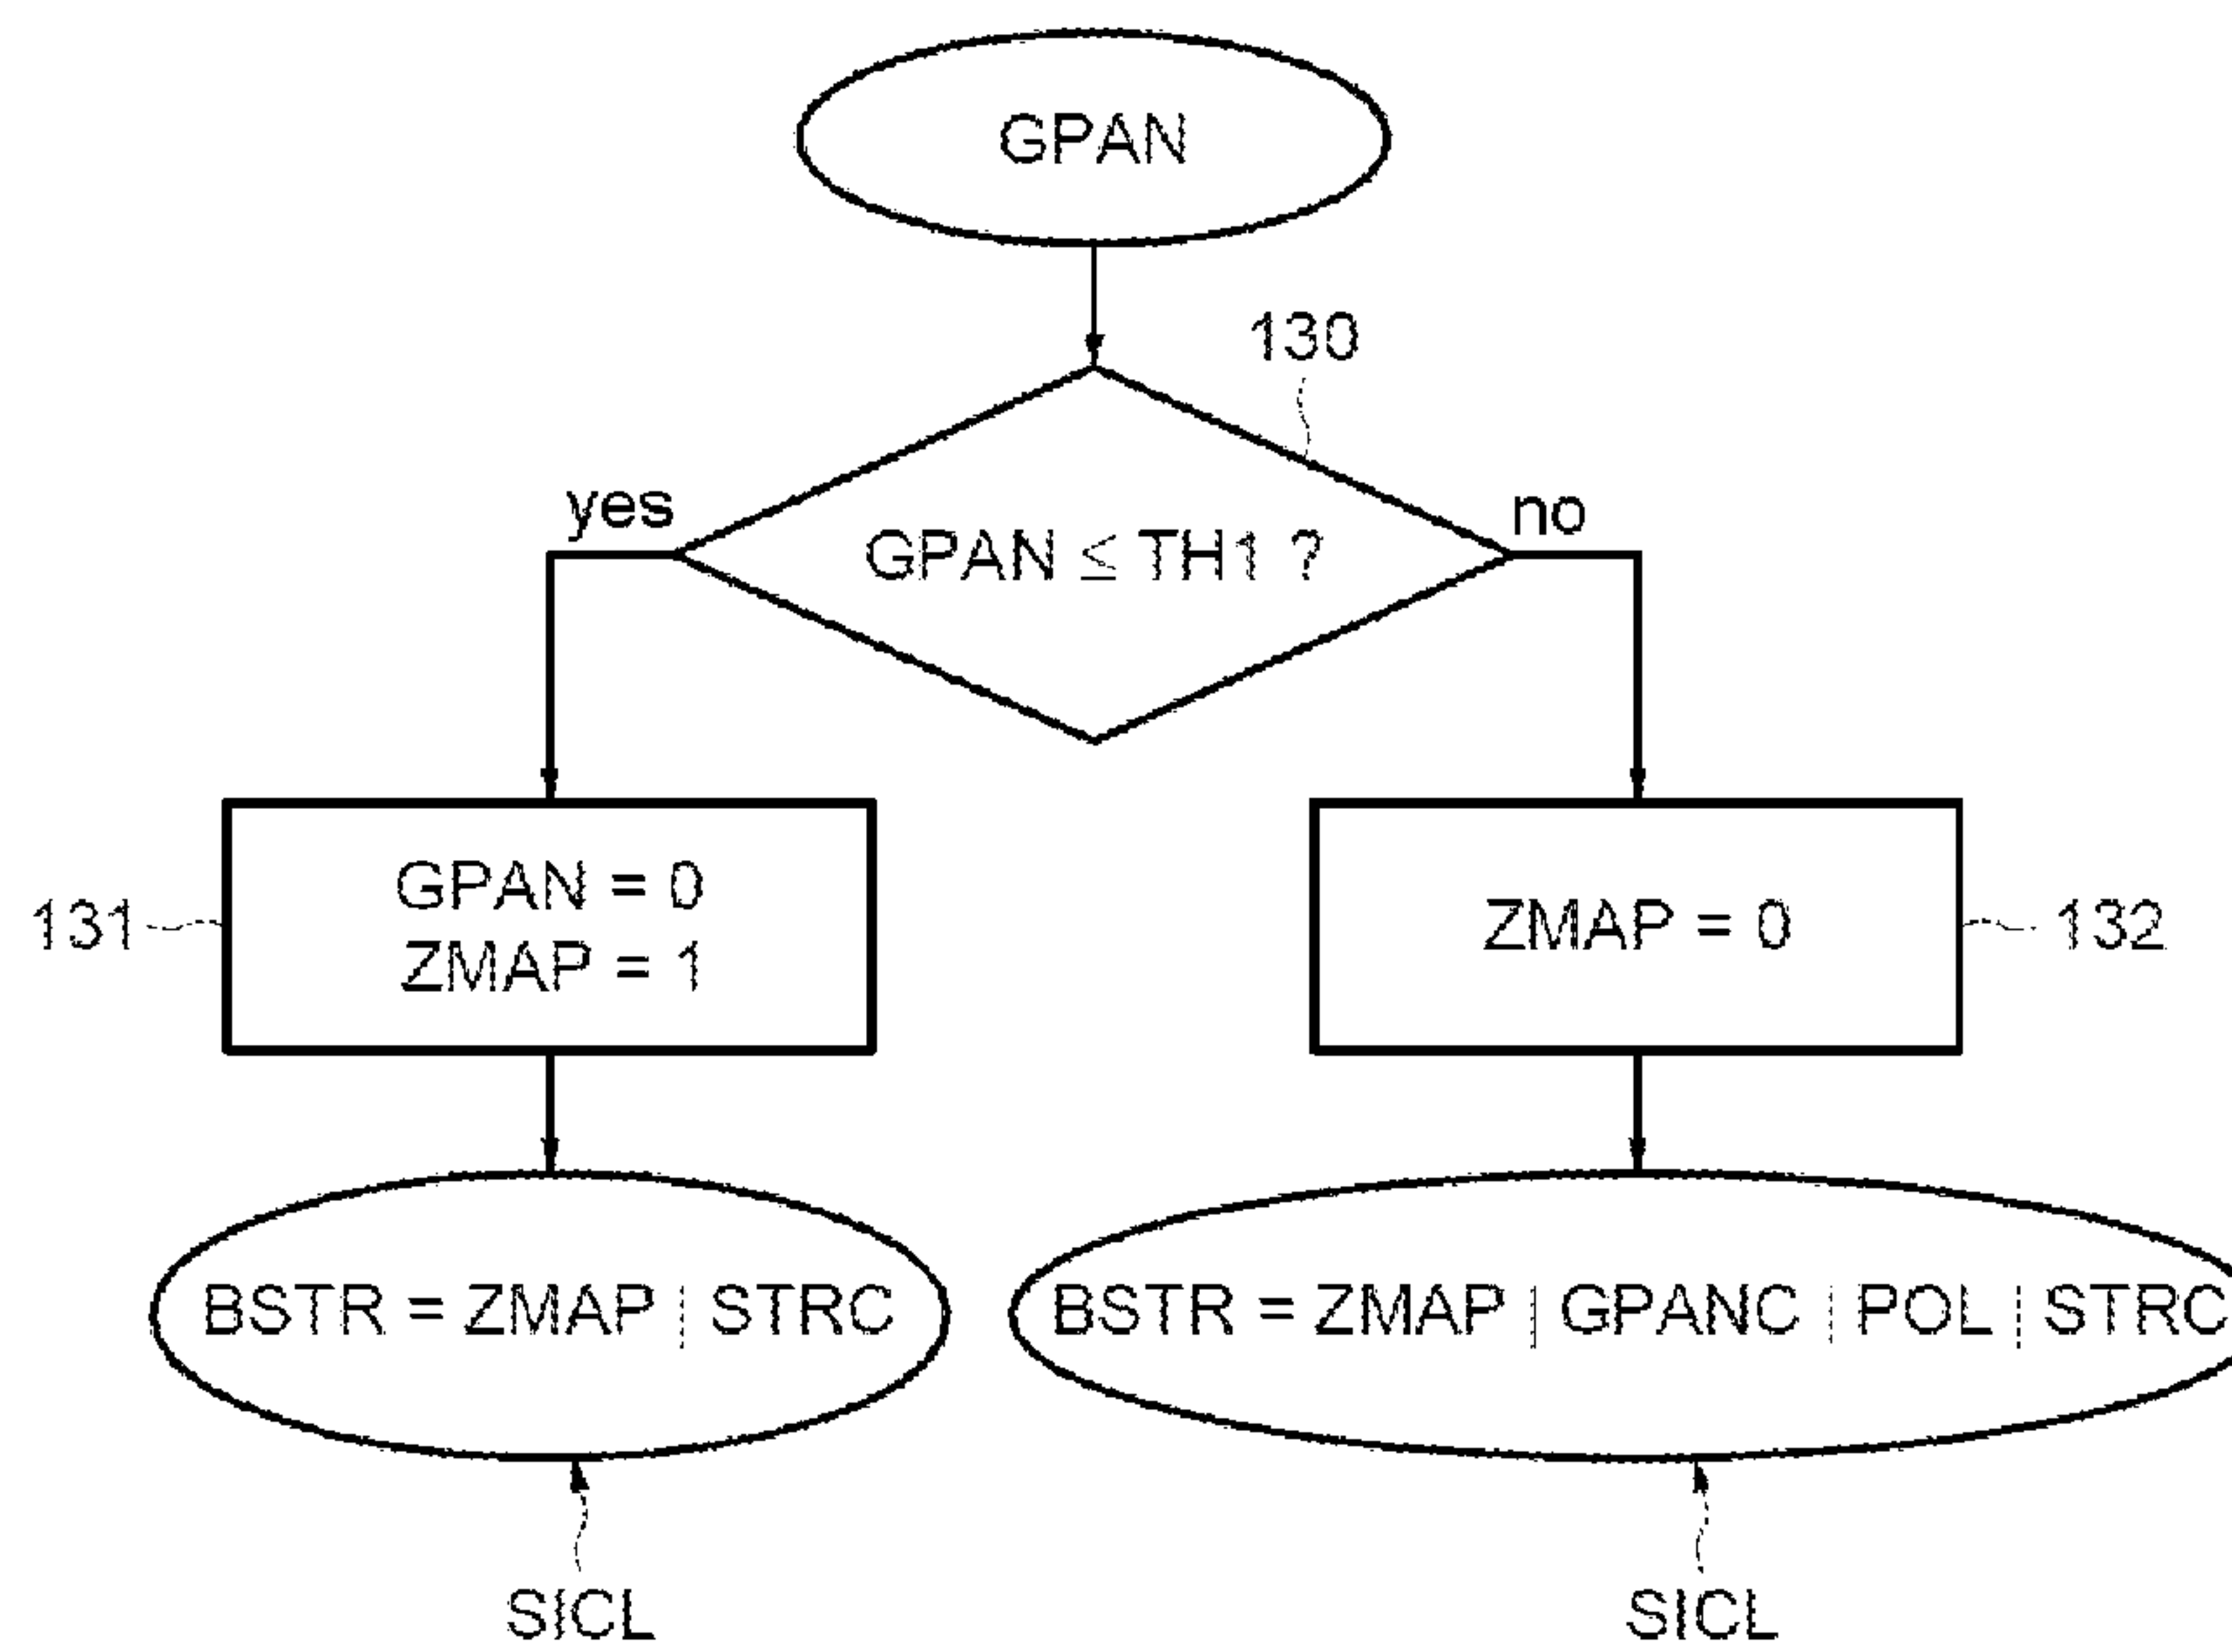 GPAN
130
yes
no
GPAN ≤ TH1 ?
GPAN = 0
ZMAP = 1
131
ZMAP = 0
132
BSTR = ZMAP | STRC
BSTR = ZMAP | GPANC | POL | STRC
SICL
SICL